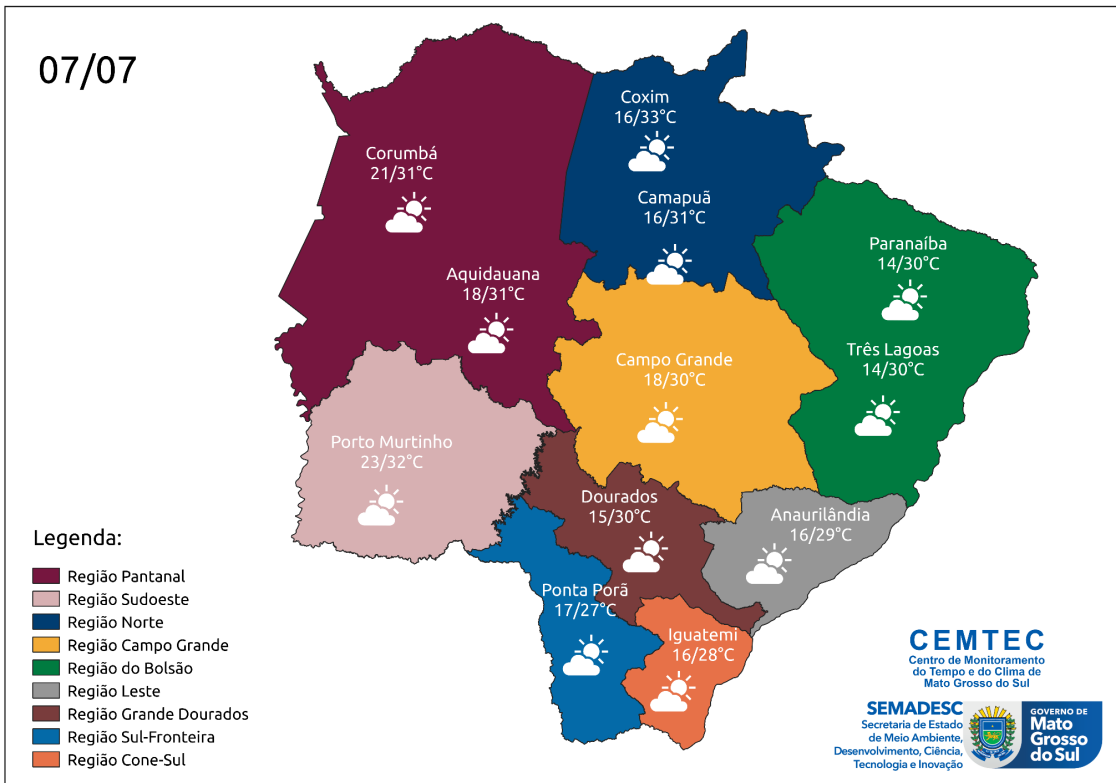 07/07
Coxim
16/33°C
Corumbá
21/31°C
Camapuã
16/31°C
Paranaíba
14/30°C
Aquidauana
18/31°C
Três Lagoas
14/30°C
Campo Grande
18/30°C
Porto Murtinho
23/32°C
Dourados
15/30°C
Anaurilândia
16/29°C
Ponta Porã
17/27°C
Iguatemi
16/28°C
Legenda:
Região Pantanal
Região Sudoeste
Região Norte
Região Campo Grande
Região do Bolsão
Região Leste
Região Grande Dourados
Região Sul-Fronteira
Região Cone-Sul
CEMTEC
Centro de Monitoramento
do Tempo e do Clima de
Mato Grosso do Sul
SEMADESC
Secretaria de Estado
de Meio Ambiente,
Desenvolvimento, Ciência,
Tecnologia e Inovação
GOVERNO DE
Mato
Grosso
do Sul